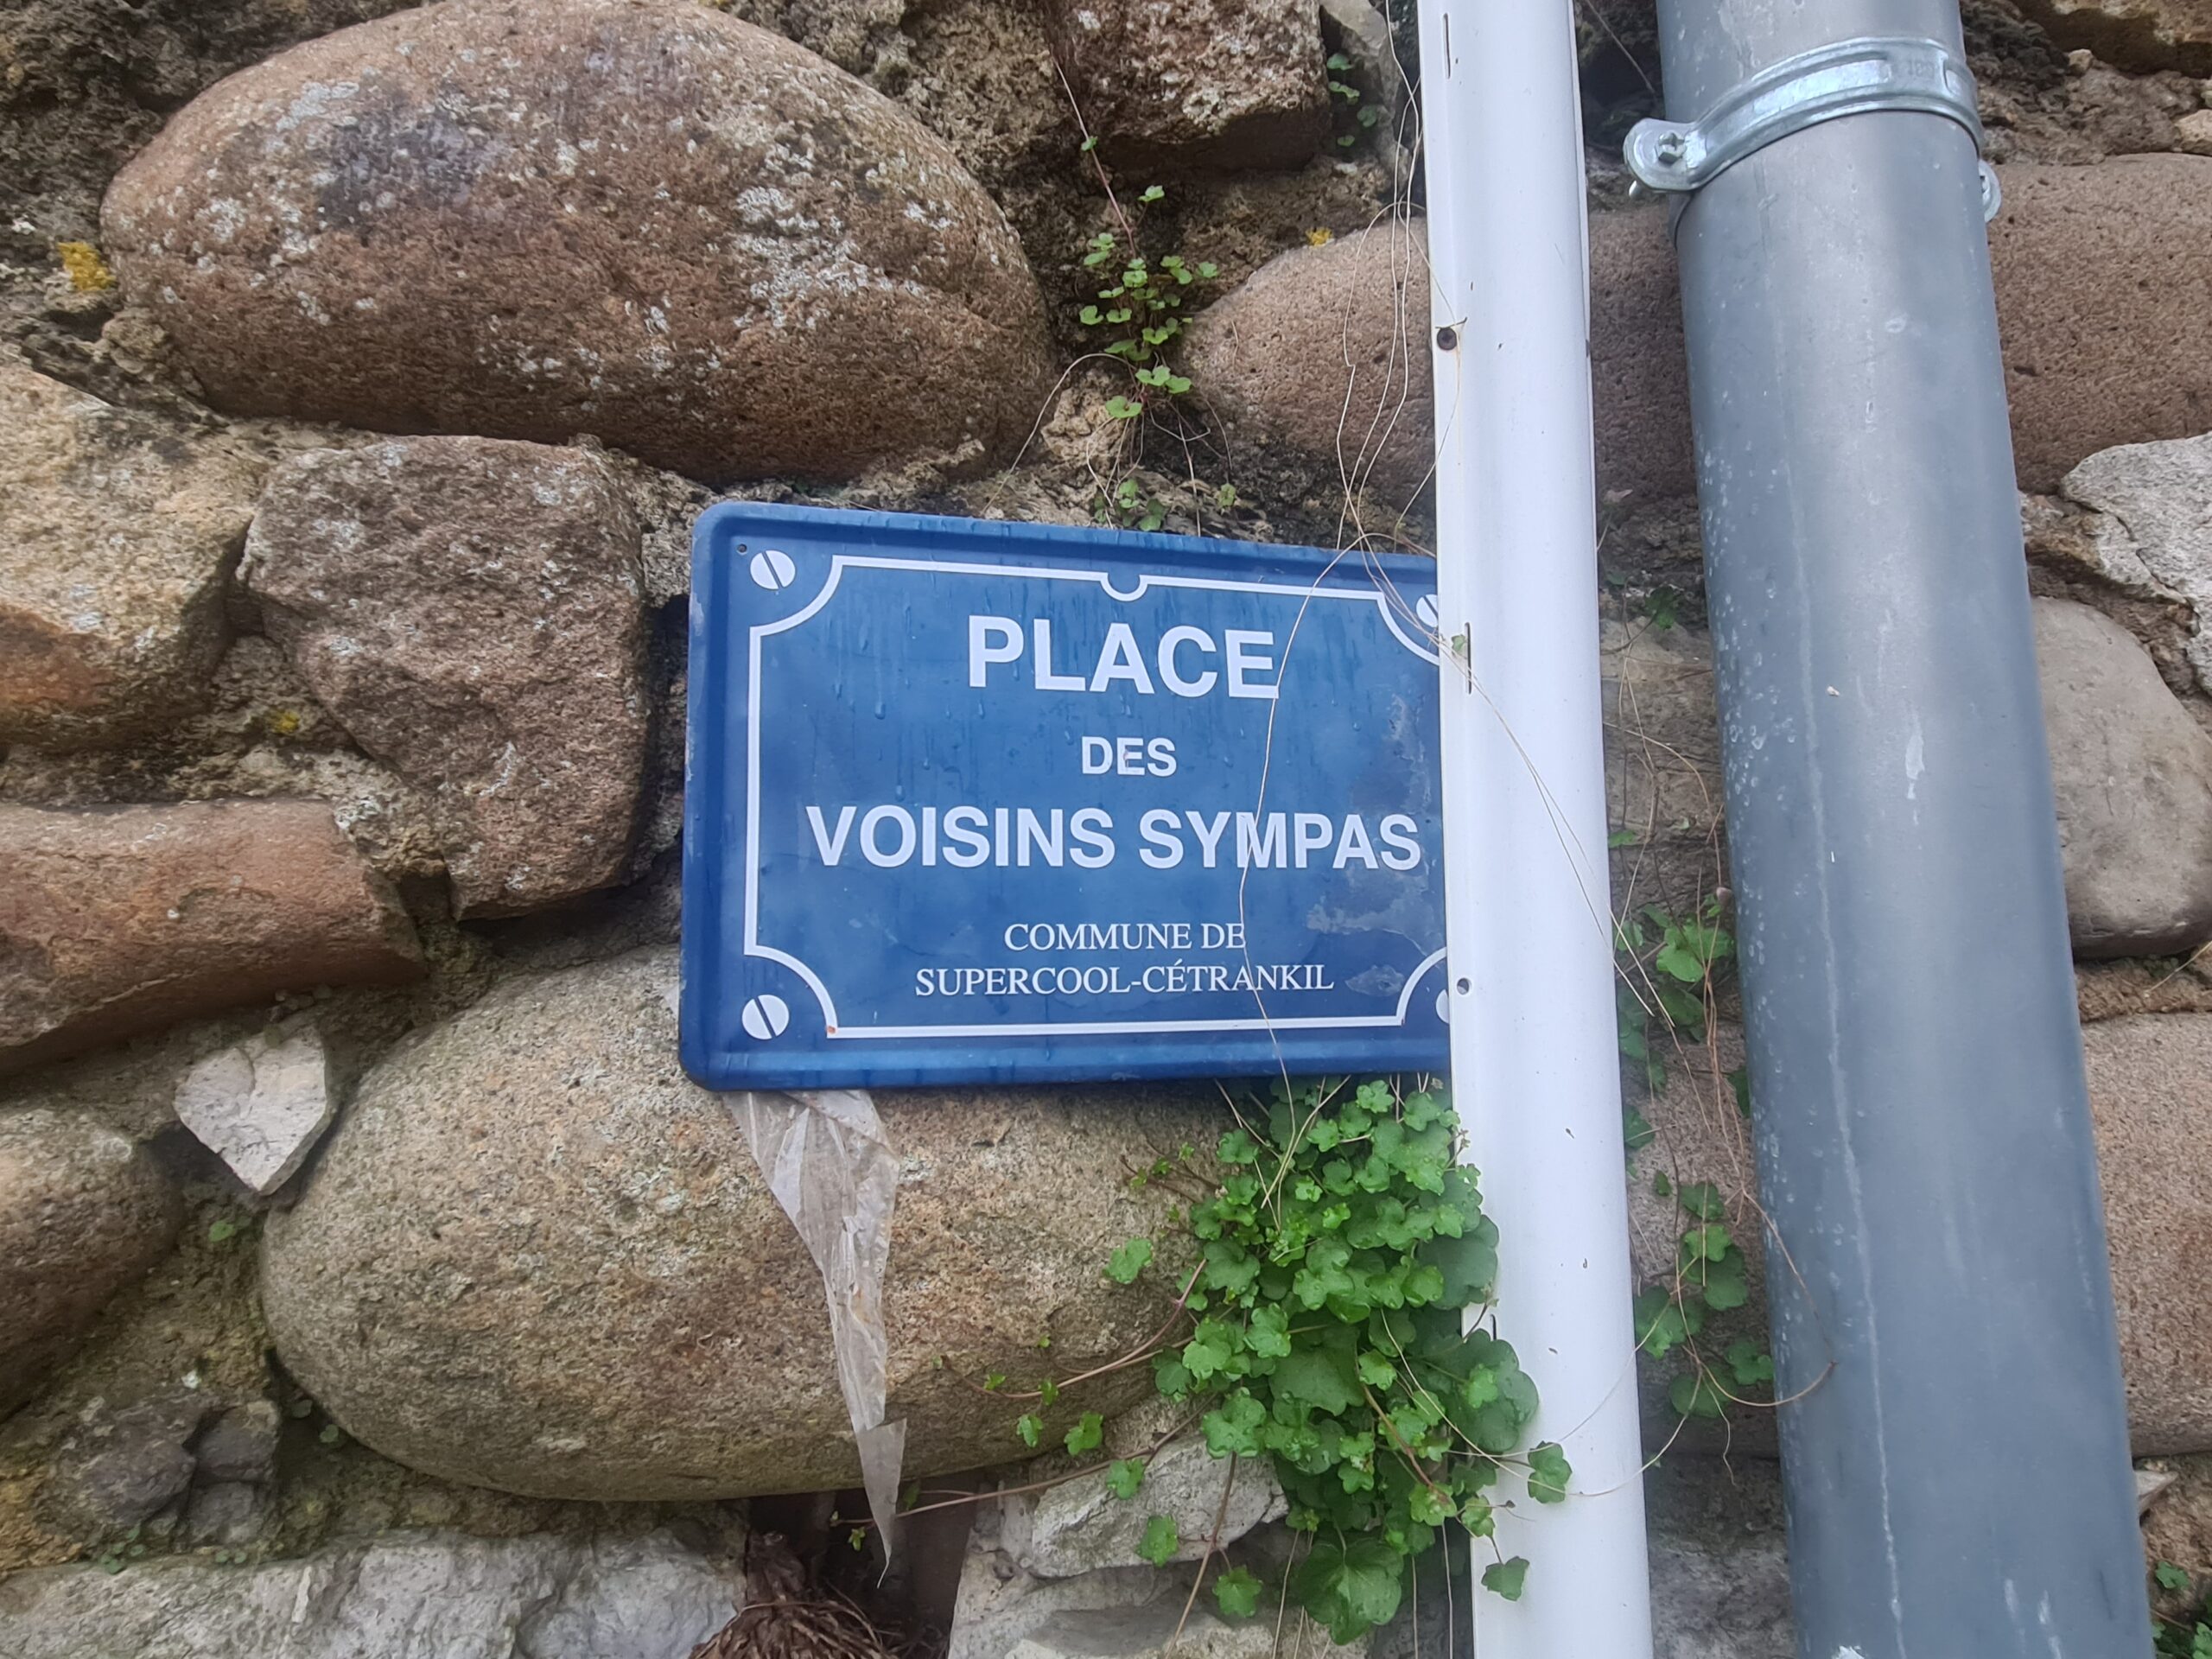 PLACE
DES
VOISINS SYMPAS
COMMUNE DE
SUPERCOOL-CÉTRANKIL